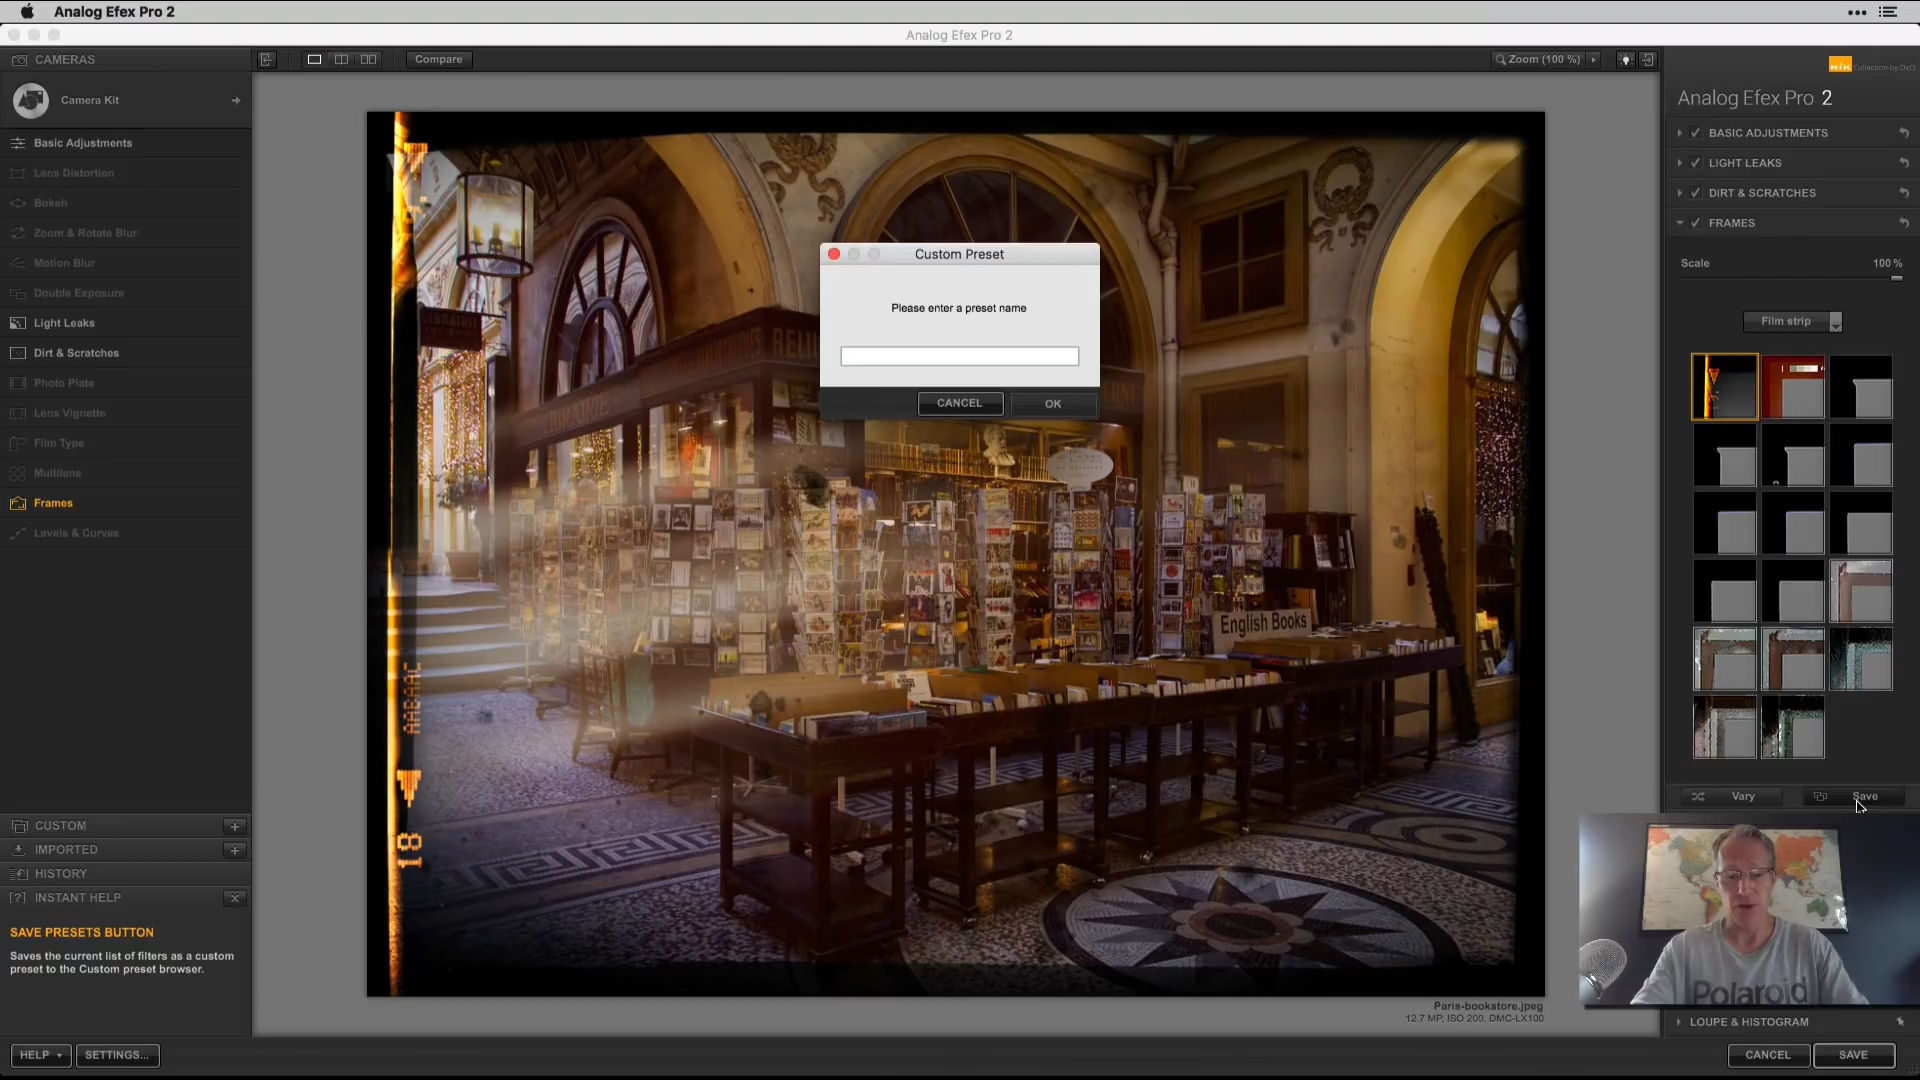 Analog Efex Pro 2
Analog Efex Pro 2
CAMERAS
Compare
Zoom (100 %)
Collection by DxO
Camera Kit
Analog Efex Pro 2
Basic Adjustments
Lens Distortion
Bokeh
Zoom & Rotate Blur
Motion Blur
Double Exposure
Light Leaks
Dirt & Scratches
Photo Plate
Lens Vignette
Film Type
Multilens
Frames
Levels & Curves
BASIC ADJUSTMENTS
LIGHT LEAKS
DIRT & SCRATCHES
FRAMES
Scale
100 %
Film strip
Custom Preset
Please enter a preset name
CANCEL
OK
English Books
18
Vary
Save
CUSTOM
IMPORTED
HISTORY
[?] INSTANT HELP
SAVE PRESETS BUTTON
Saves the current list of filters as a custom
preset to the Custom preset browser.
Polaroid
Paris-bookstore.jpeg
12.7 MP, ISO 200, DMC-LX100
LOUPE & HISTOGRAM
HELP
SETTINGS...
CANCEL
SAVE